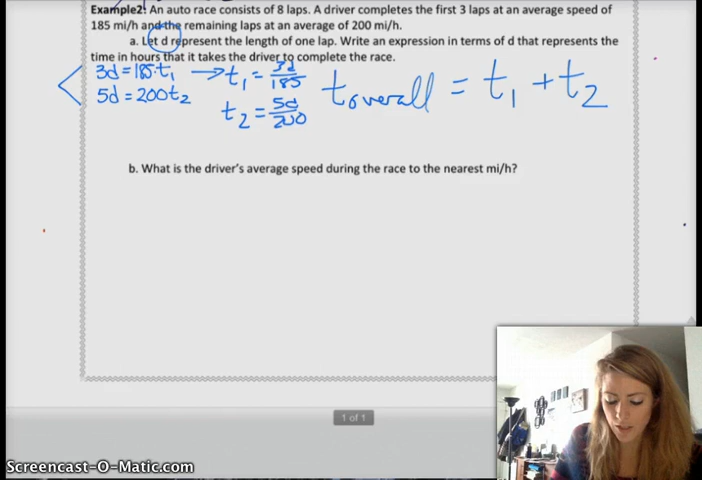 Example2: An auto race consists of 8 laps. A driver completes the first 3 laps at an average speed of
185 mi/h and the remaining laps at an average of 200 mi/h.
a. Let d represent the length of one lap. Write an expression in terms of d that represents the
time in hours that it takes the driver to complete the race.
3d = 185·t₁ → t₁ = 3d/185
5d = 200t₂
t₂ = 5d/200
t overall = t₁ + t₂
b. What is the driver's average speed during the race to the nearest mi/h?
1 of 1
Screencast-O-Matic.com